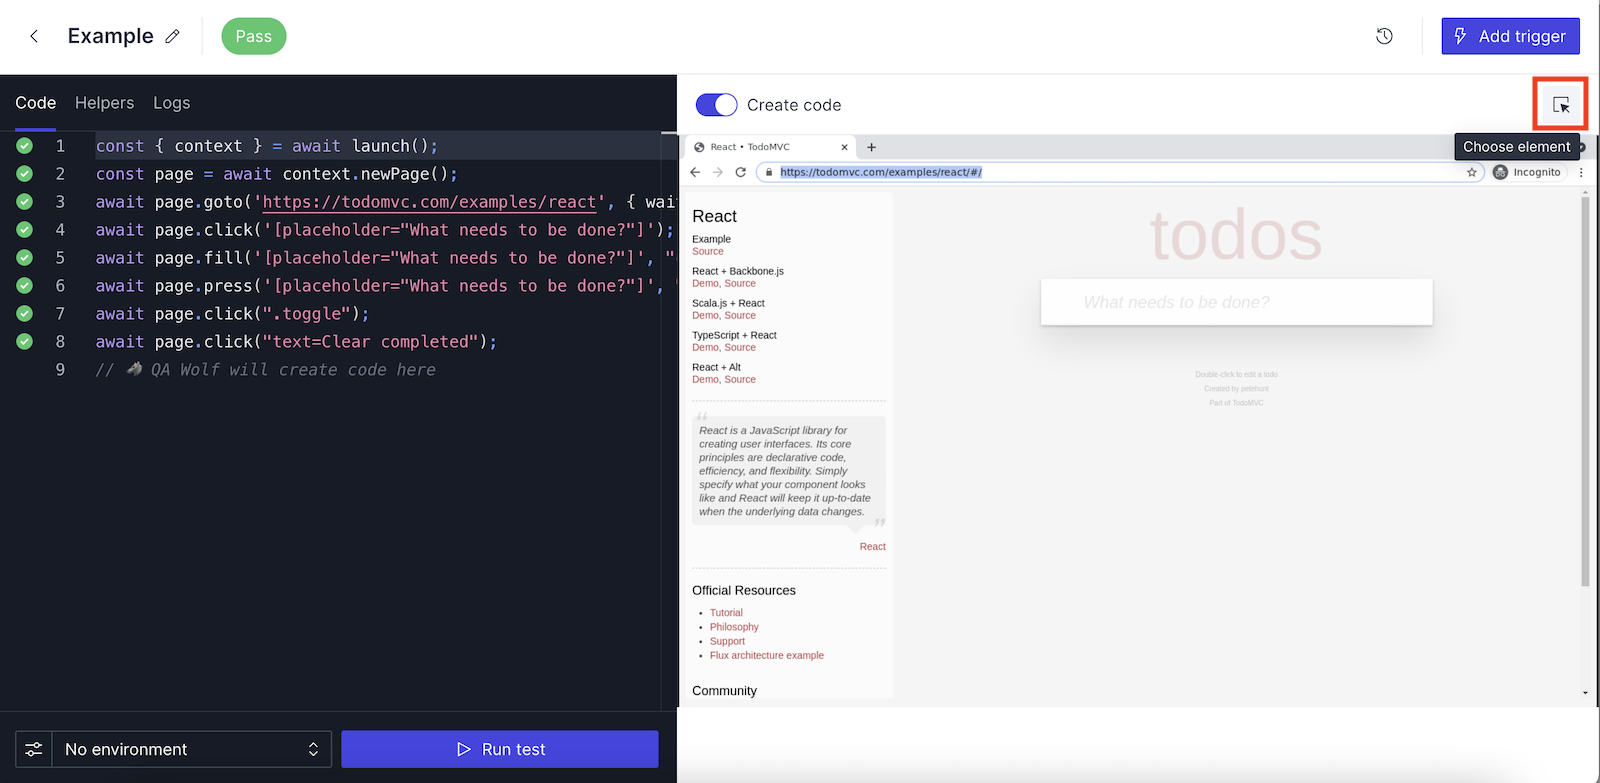 Example
Pass
Add trigger
Code Helpers Logs
1 const { context } = await launch();
2 const page = await context.newPage();
3 await page.goto('https://todomvc.com/examples/react', { wai
4 await page.click('[placeholder="What needs to be done?"]');
5 await page.fill('[placeholder="What needs to be done?"]', "
6 await page.press('[placeholder="What needs to be done?"]',
7 await page.click(".toggle");
8 await page.click("text=Clear completed");
9 // 🐺 QA Wolf will create code here
No environment
Run test
Create code
Choose element
React • TodoMVC
https://todomvc.com/examples/react/#/
Incognito
React
Example
Source
React + Backbone.js
Demo, Source
Scala.js + React
Demo, Source
TypeScript + React
Demo, Source
React + Alt
Demo, Source
“
React is a JavaScript library for
creating user interfaces. Its core
principles are declarative code,
efficiency, and flexibility. Simply
specify what your component looks
like and React will keep it up-to-date
when the underlying data changes.
”
React
Official Resources
• Tutorial
• Philosophy
• Support
• Flux architecture example
Community
todos
What needs to be done?
Double-click to edit a todo
Created by petehunt
Part of TodoMVC